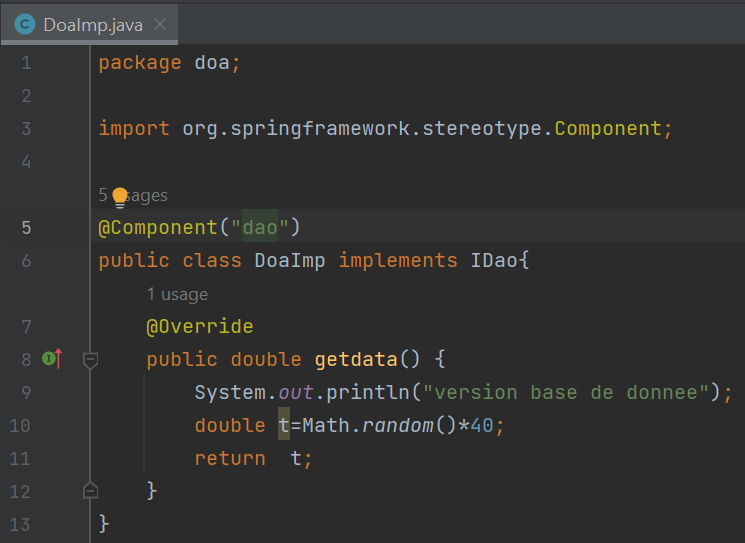 C DoaImp.java
1 package doa;
2
3 import org.springframework.stereotype.Component;
4
5 sages
5 @Component("dao")
6 public class DoaImp implements IDao{
1 usage
7 @Override
8 I public double getdata() {
9 System.out.println("version base de donnee");
10 double t=Math.random()*40;
11 return  t;
12 }
13 }